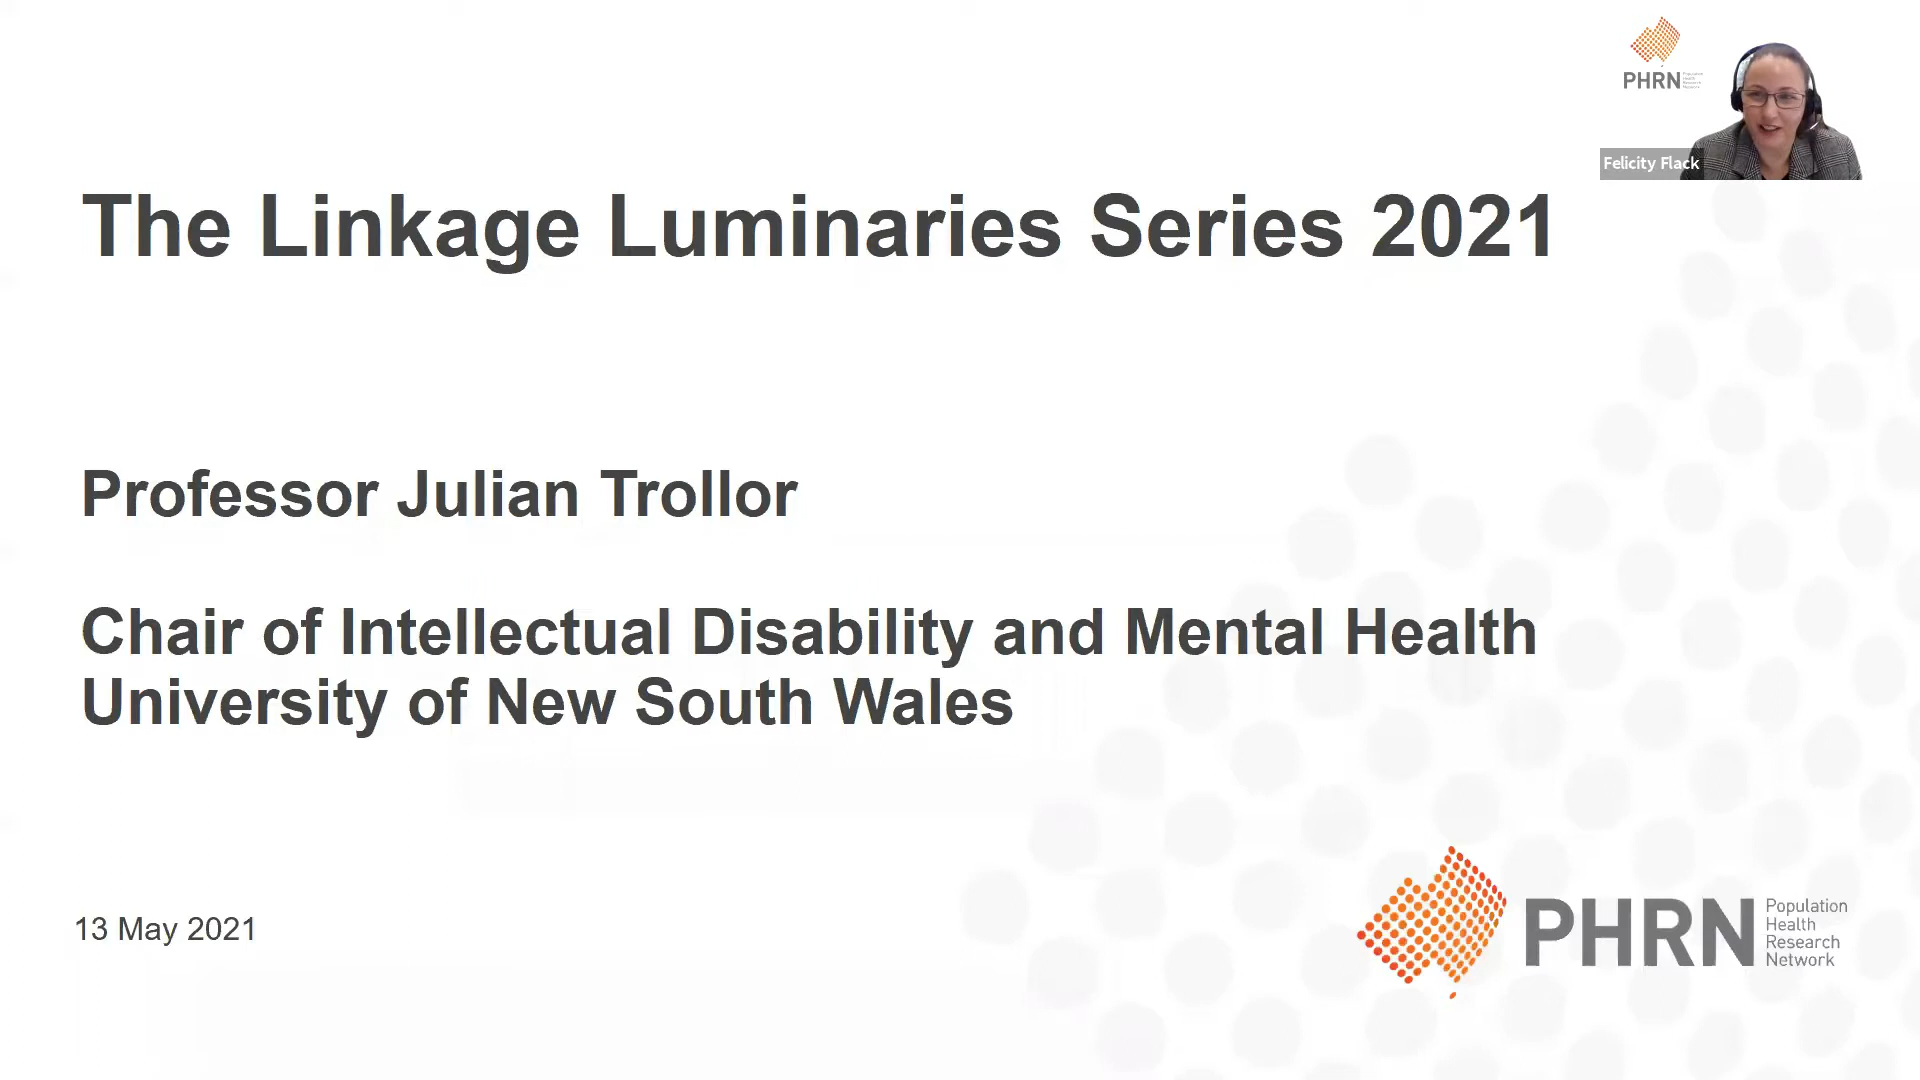 PHRN
Felicity Flack
The Linkage Luminaries Series 2021
Professor Julian Trollor
Chair of Intellectual Disability and Mental Health
University of New South Wales
13 May 2021
PHRN
Population
Health
Research
Network